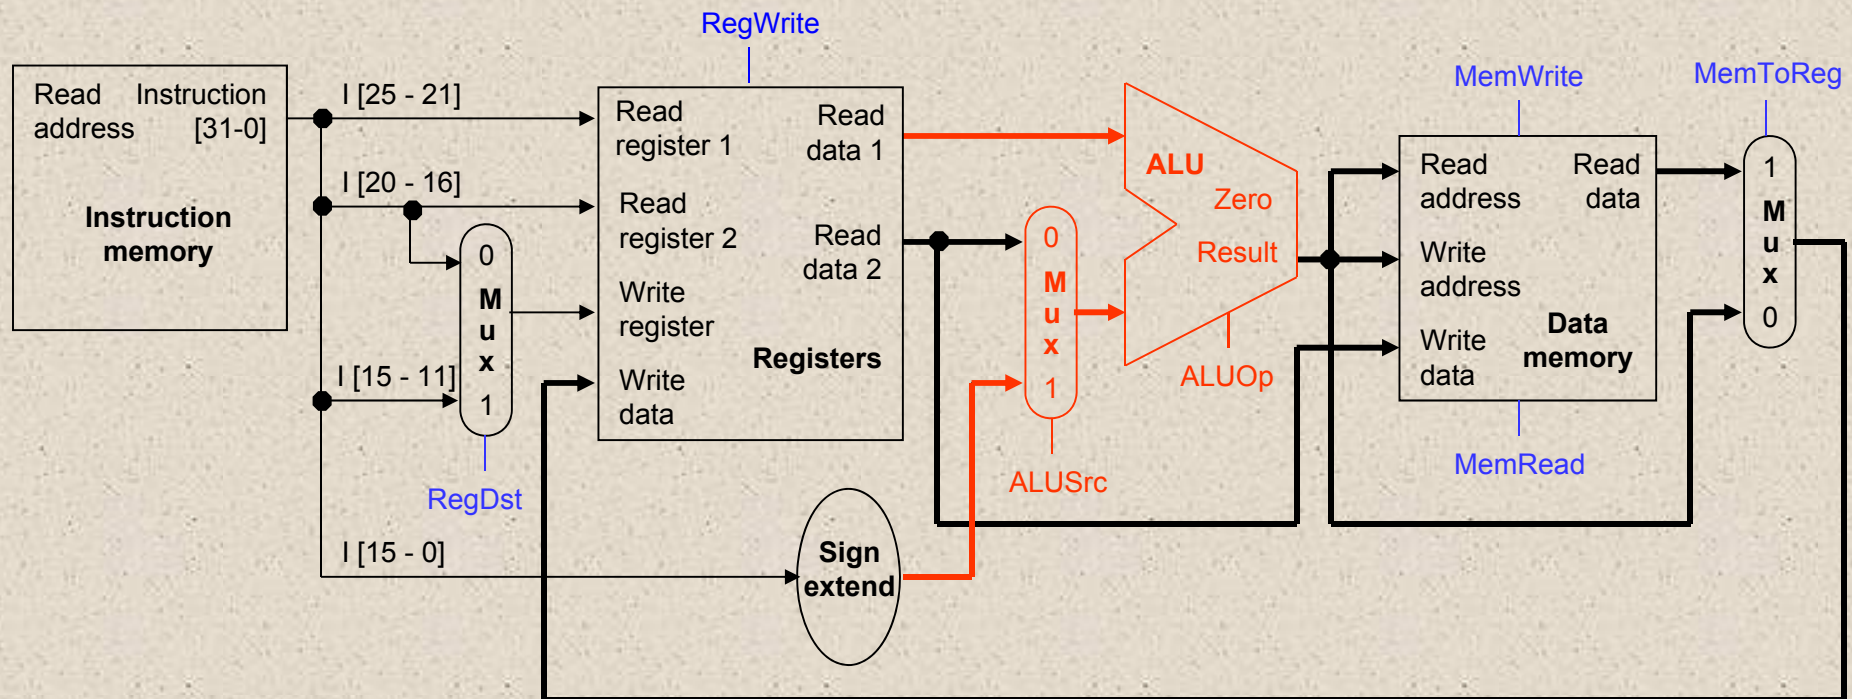 RegWrite
MemWrite
MemToReg
Read address
Instruction [31-0]
Instruction memory
I [25 - 21]
I [20 - 16]
I [15 - 11]
I [15 - 0]
0
M
u
x
1
RegDst
Read register 1
Read data 1
Read register 2
Read data 2
Write register
Write data
Registers
Sign extend
0
M
u
x
1
ALUSrc
ALU
Zero
Result
ALUOp
Read address
Read data
Write address
Write data
Data memory
MemRead
1
M
u
x
0